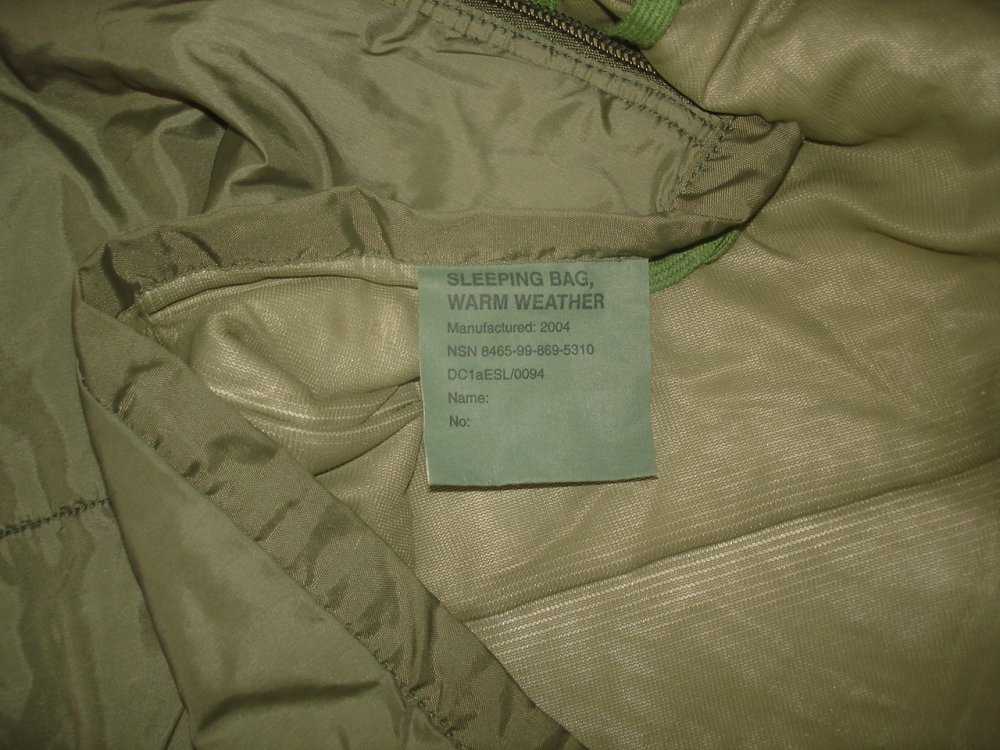 SLEEPING BAG,
WARM WEATHER
Manufactured: 2004
NSN 8465-99-869-5310
DC1aESL/0094
Name:
No: